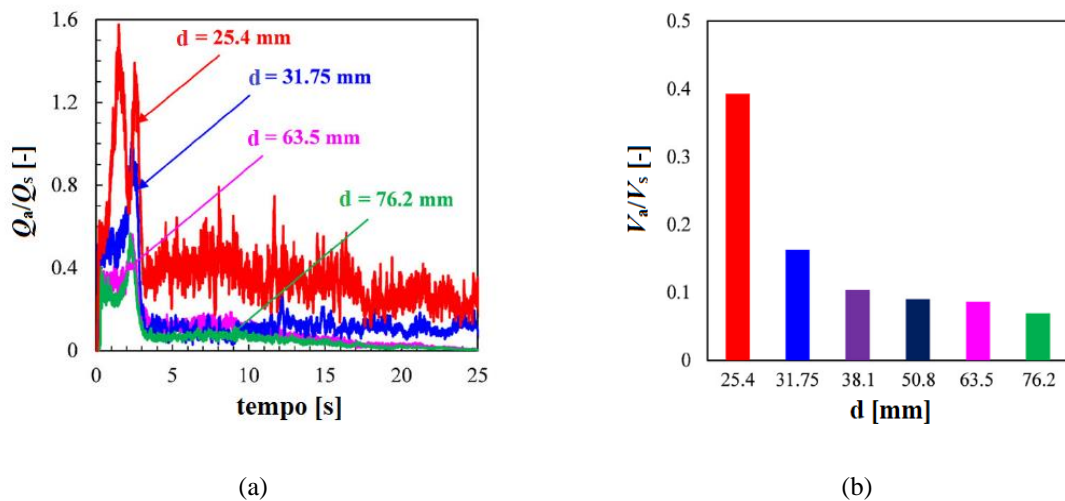 1.6
1.2
0.8
0.4
0
0 5 10 15 20 25
Qa/Qs [-]
tempo [s]
d = 25.4 mm
d = 31.75 mm
d = 63.5 mm
d = 76.2 mm
(a)
0.5
0.4
0.3
0.2
0.1
0
25.4 31.75 38.1 50.8 63.5 76.2
Va/Vs [-]
d [mm]
(b)